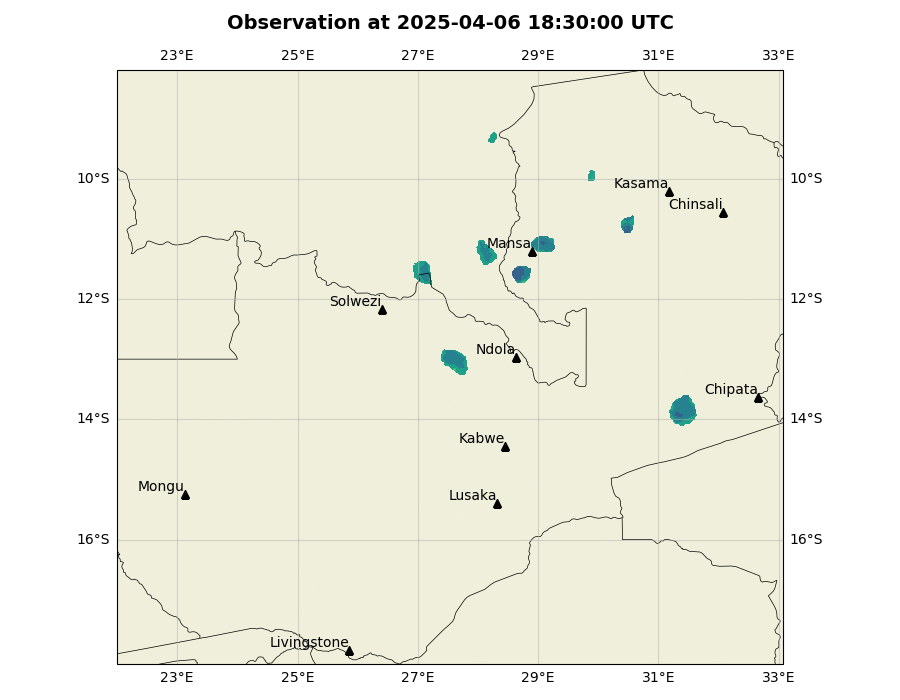 Observation at 2025-04-06 18:30:00 UTC
23°E 25°E 27°E 29°E 31°E 33°E
10°S 10°S
Kasama
Chinsali
Mansa
12°S 12°S
Solwezi
Ndola
Chipata
14°S 14°S
Kabwe
Mongu
Lusaka
16°S 16°S
Livingstone
23°E 25°E 27°E 29°E 31°E 33°E